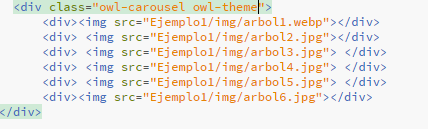 <div class="owl-carousel owl-theme">
<div><img src="Ejemplo1/img/arbol1.webp"></div>
<div> <img src="Ejemplo1/img/arbol2.jpg"></div>
<div> <img src="Ejemplo1/img/arbol3.jpg"> </div>
<div> <img src="Ejemplo1/img/arbol4.jpg"> </div>
<div> <img src="Ejemplo1/img/arbol5.jpg"> </div>
<div><img src="Ejemplo1/img/arbol6.jpg"></div>
</div>